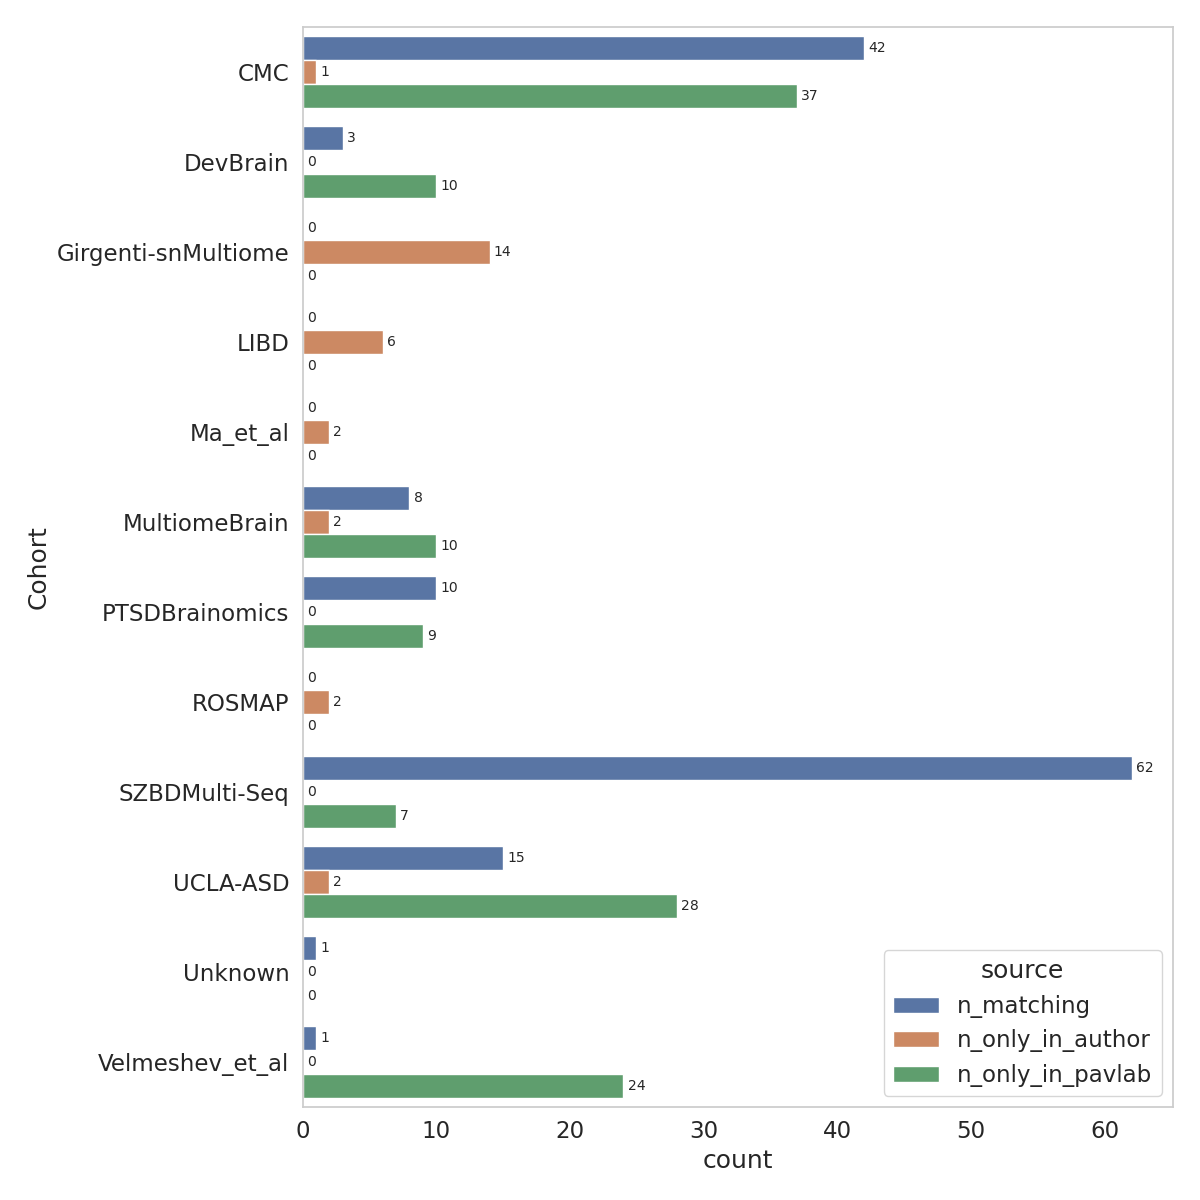 CMC
42
1
37
DevBrain
3
0
10
Girgenti-snMultiome
0
14
0
LIBD
0
6
0
Ma_et_al
0
2
0
MultiomeBrain
8
2
10
PTSDBrainomics
10
0
9
ROSMAP
0
2
0
SZBDMulti-Seq
62
0
7
UCLA-ASD
15
2
28
Unknown
1
0
0
Velmeshev_et_al
1
0
24
Cohort
0 10 20 30 40 50 60
count
source
n_matching
n_only_in_author
n_only_in_pavlab